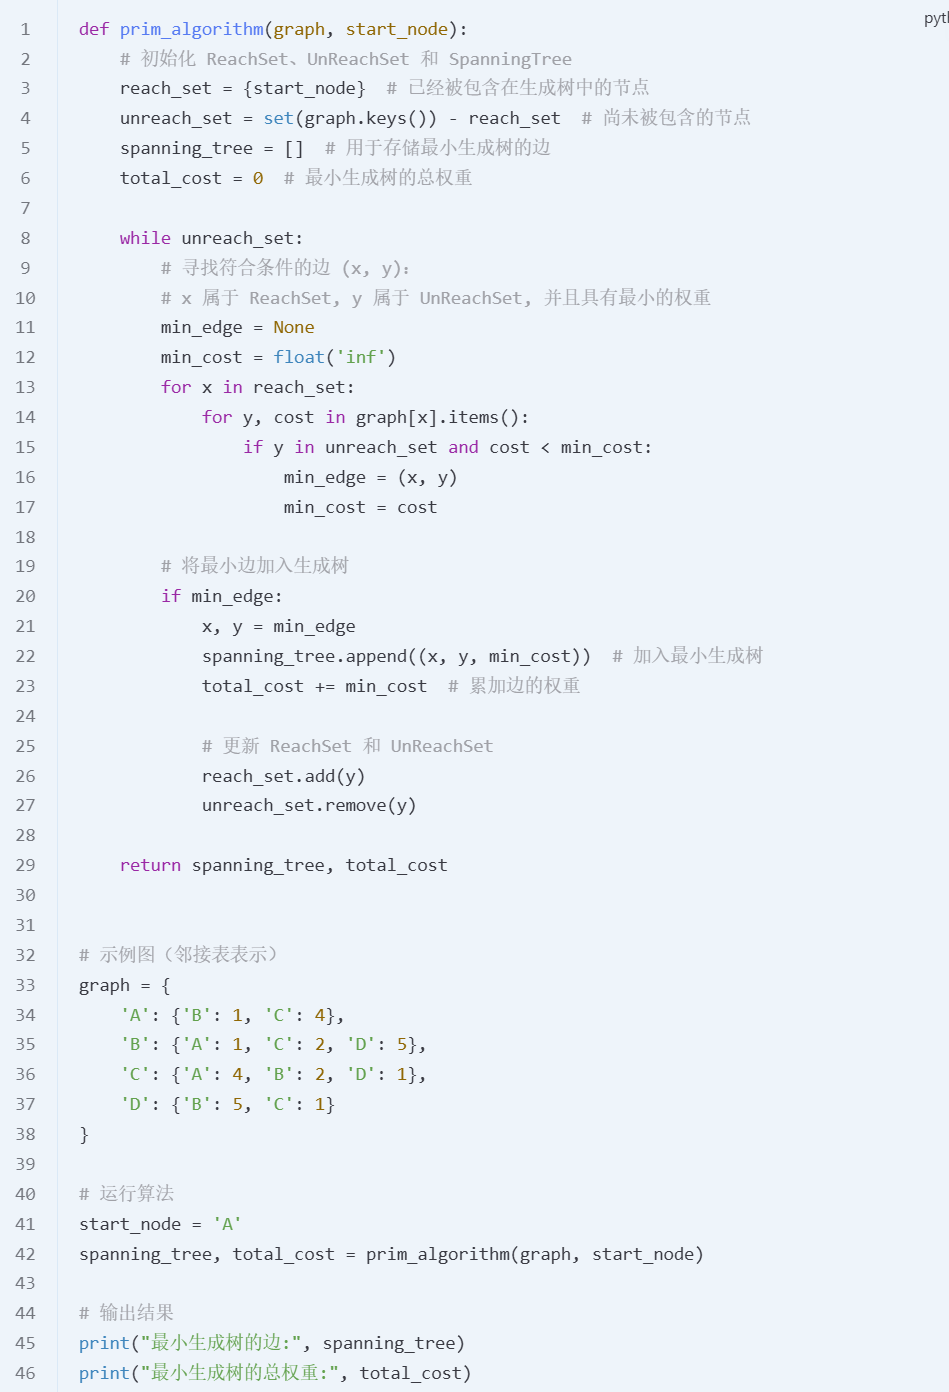 pyth
1 def prim_algorithm(graph, start_node):
2     # 初始化 ReachSet、UnReachSet 和 SpanningTree
3     reach_set = {start_node}  # 已经被包含在生成树中的节点
4     unreach_set = set(graph.keys()) - reach_set  # 尚未被包含的节点
5     spanning_tree = []  # 用于存储最小生成树的边
6     total_cost = 0  # 最小生成树的总权重
7
8     while unreach_set:
9         # 寻找符合条件的边 (x, y)：
10         # x 属于 ReachSet, y 属于 UnReachSet, 并且具有最小的权重
11         min_edge = None
12         min_cost = float('inf')
13         for x in reach_set:
14             for y, cost in graph[x].items():
15                 if y in unreach_set and cost < min_cost:
16                     min_edge = (x, y)
17                     min_cost = cost
18
19         # 将最小边加入生成树
20         if min_edge:
21             x, y = min_edge
22             spanning_tree.append((x, y, min_cost))  # 加入最小生成树
23             total_cost += min_cost  # 累加边的权重
24
25             # 更新 ReachSet 和 UnReachSet
26             reach_set.add(y)
27             unreach_set.remove(y)
28
29     return spanning_tree, total_cost
30
31
32 # 示例图（邻接表表示）
33 graph = {
34     'A': {'B': 1, 'C': 4},
35     'B': {'A': 1, 'C': 2, 'D': 5},
36     'C': {'A': 4, 'B': 2, 'D': 1},
37     'D': {'B': 5, 'C': 1}
38 }
39
40 # 运行算法
41 start_node = 'A'
42 spanning_tree, total_cost = prim_algorithm(graph, start_node)
43
44 # 输出结果
45 print("最小生成树的边:", spanning_tree)
46 print("最小生成树的总权重:", total_cost)